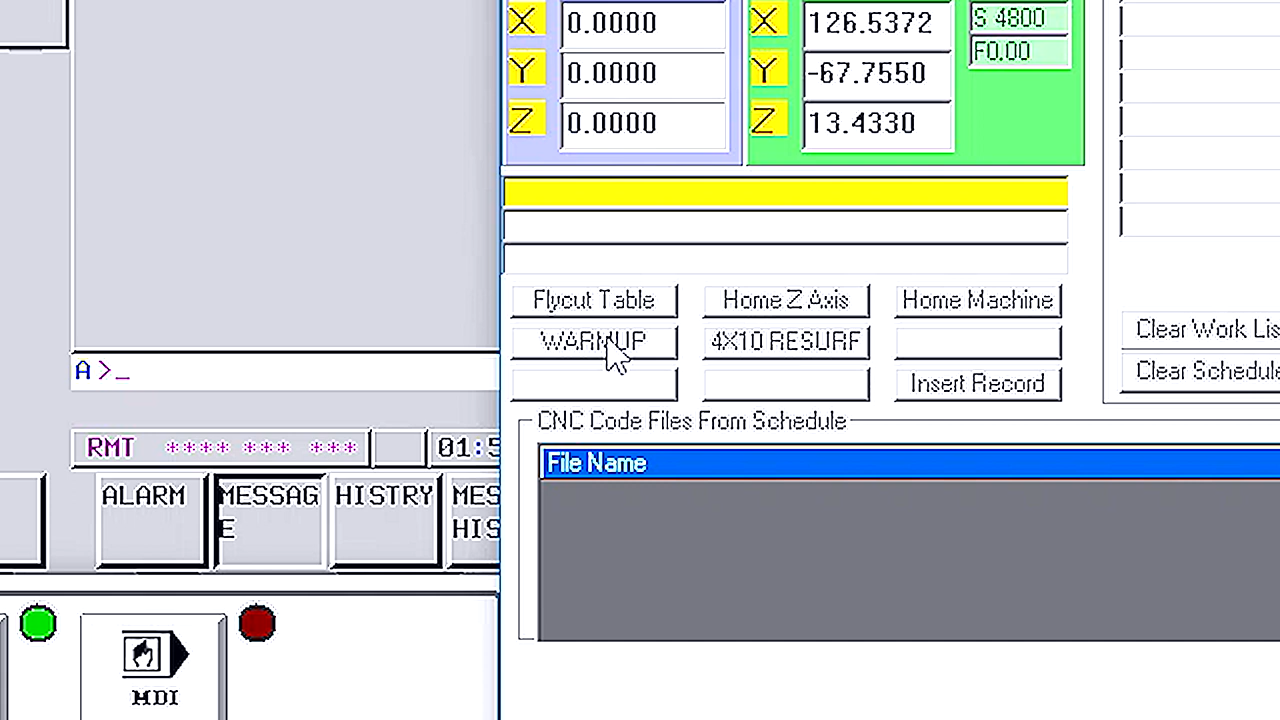 X 0.0000 X 126.5372 S 4800
F0.00
Y 0.0000 Y -67.7550
Z 0.0000 Z 13.4330
Flycut Table Home Z Axis Home Machine
WARMUP 4X10 RESURF
Insert Record
Clear Work Lis
Clear Schedule
A >_
CNC Code Files From Schedule
RMT **** *** *** 01:5
File Name
ALARM MESSAG
E HISTRY MES
HIS
MDI